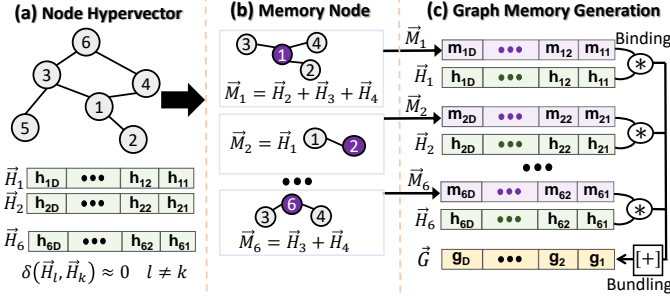 (a) Node Hypervector
6
3
4
1
5
2
H⃗₁ h1D ••• h12 h11
H⃗₂ h2D ••• h22 h21
H⃗₆ h6D ••• h62 h61
δ(H⃗l, H⃗k) ≈ 0 l ≠ k
(b) Memory Node
3
4
1
2
M⃗₁ = H⃗₂ + H⃗₃ + H⃗₄
1
2
M⃗₂ = H⃗₁
•••
6
3
4
M⃗₆ = H⃗₃ + H⃗₄
(c) Graph Memory Generation
M⃗₁ m1D ••• m12 m11
Binding
H⃗₁ h1D ••• h12 h11
*
M⃗₂ m2D ••• m22 m21
H⃗₂ h2D ••• h22 h21
*
•••
M⃗₆ m6D ••• m62 m61
H⃗₆ h6D ••• h62 h61
*
G⃗ gD ••• g2 g1
[+]
Bundling